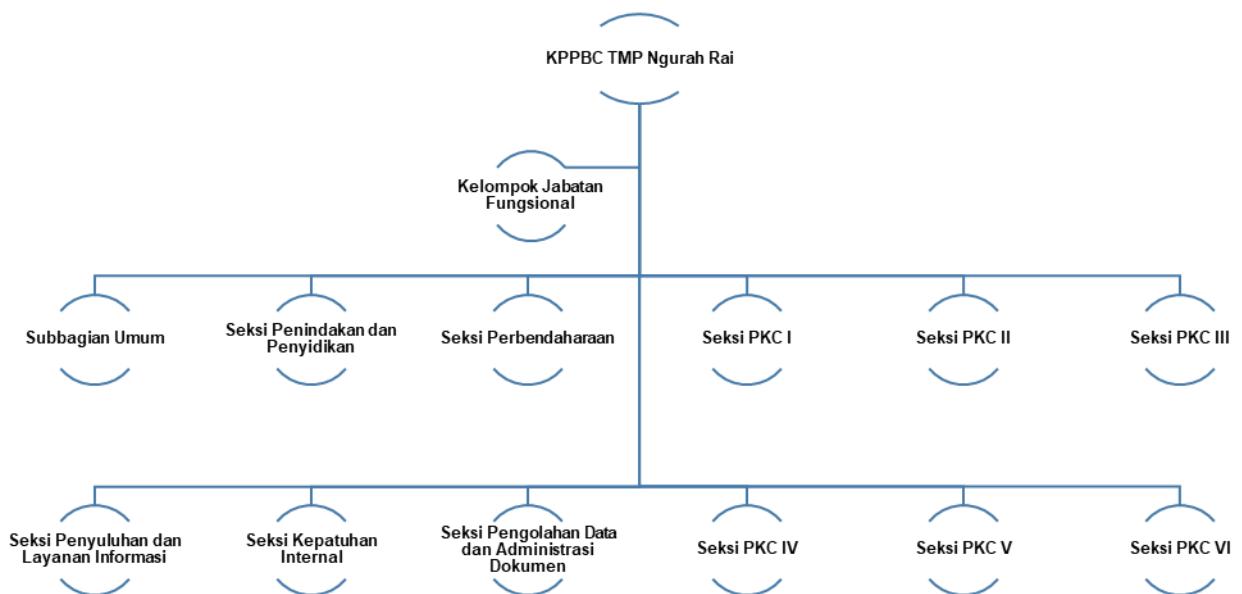 KPPBC TMP Ngurah Rai
Kelompok Jabatan
Fungsional
Subbagian Umum
Seksi Penindakan dan
Penyidikan
Seksi Perbendaharaan
Seksi PKC I
Seksi PKC II
Seksi PKC III
Seksi Penyuluhan dan
Layanan Informasi
Seksi Kepatuhan
Internal
Seksi Pengolahan Data
dan Administrasi
Dokumen
Seksi PKC IV
Seksi PKC V
Seksi PKC VI